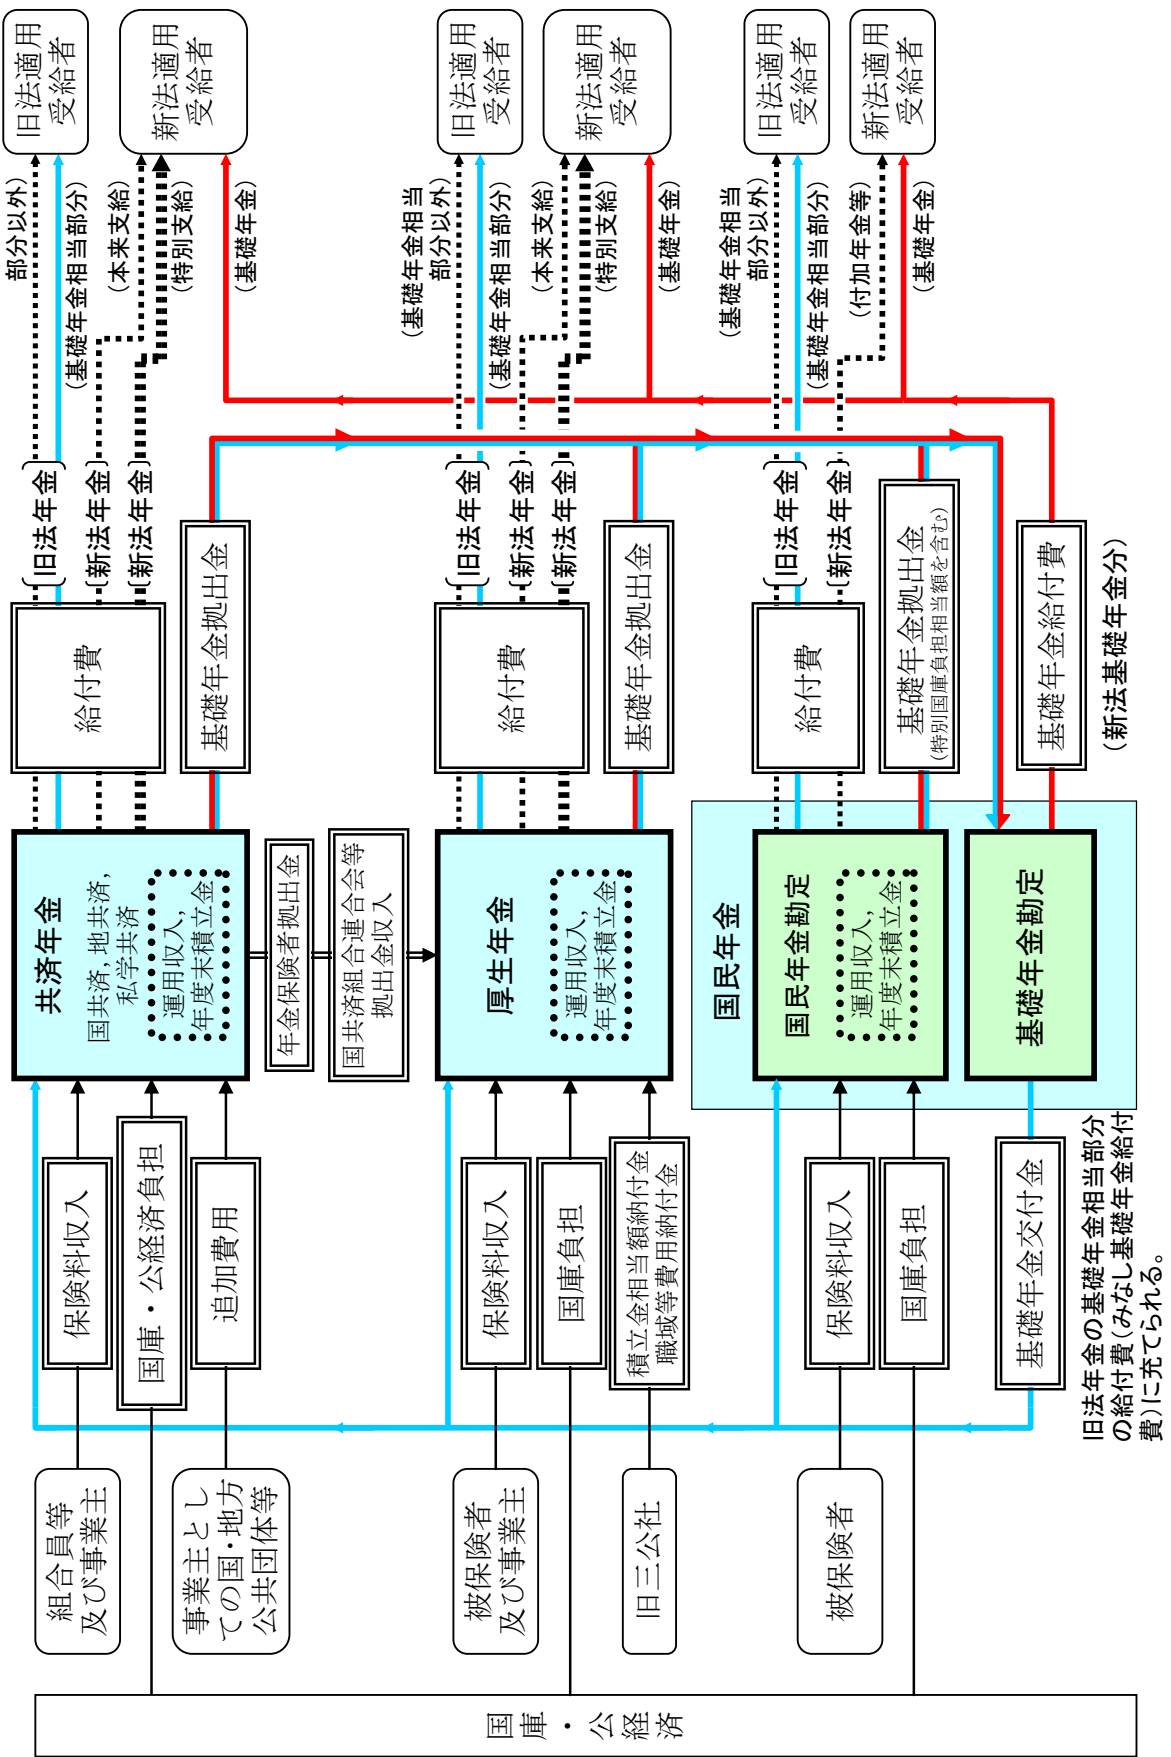 国庫・公経済
組合員等
及び事業主
事業主とし
ての国・地方
公共団体等
被保険者
及び事業主
旧三公社
被保険者
保険料収入
国庫・公経済負担
追加費用
保険料収入
国庫負担
積立金相当額納付金
職域等費用納付金
保険料収入
国庫負担
基礎年金交付金
旧法年金の基礎年金相当部分
の給付費(みなし基礎年金給付
費)に充てられる。
共済年金
国共済,地共済,
私学共済
運用収入,
年度末積立金
年金保険者拠出金
国共済組合連合会等
拠出金収入
厚生年金
運用収入,
年度末積立金
国民年金
国民年金勘定
運用収入,
年度末積立金
基礎年金勘定
給付費
基礎年金拠出金
給付費
基礎年金拠出金
給付費
基礎年金拠出金
(特別国庫負担相当額を含む)
基礎年金給付費
(新法基礎年金分)
旧法年金
新法年金
新法年金
旧法年金
新法年金
新法年金
旧法年金
新法年金
部分以外)
(基礎年金相当部分)
(本来支給)
(特別支給)
(基礎年金)
(基礎年金相当
部分以外)
(基礎年金相当部分)
(本来支給)
(特別支給)
(基礎年金)
(基礎年金相当
部分以外)
(基礎年金相当部分)
(付加年金等)
(基礎年金)
旧法適用
受給者
新法適用
受給者
旧法適用
受給者
新法適用
受給者
旧法適用
受給者
新法適用
受給者